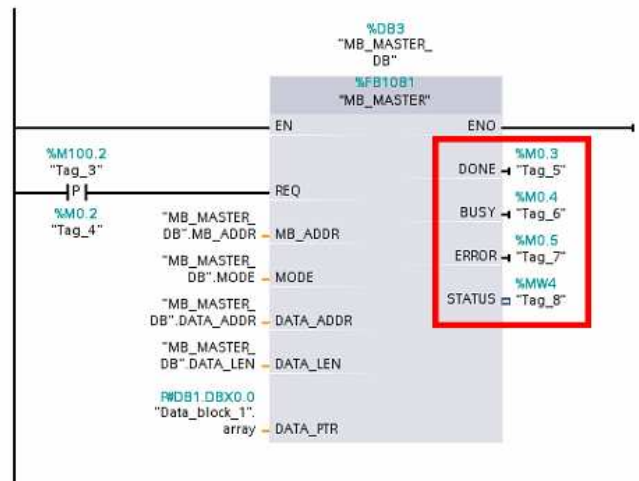 %DB3
"MB_MASTER_
DB"
%FB1081
"MB_MASTER"
EN
ENO
%M100.2
"Tag_3"
P
%M0.2
"Tag_4"
REQ
"MB_MASTER_
DB".MB_ADDR
MB_ADDR
"MB_MASTER_
DB".MODE
MODE
"MB_MASTER_
DB".DATA_ADDR
DATA_ADDR
"MB_MASTER_
DB".DATA_LEN
DATA_LEN
P#DB1.DBX0.0
"Data_block_1".
array
DATA_PTR
DONE
%M0.3
"Tag_5"
BUSY
%M0.4
"Tag_6"
ERROR
%M0.5
"Tag_7"
STATUS
%MW4
"Tag_8"